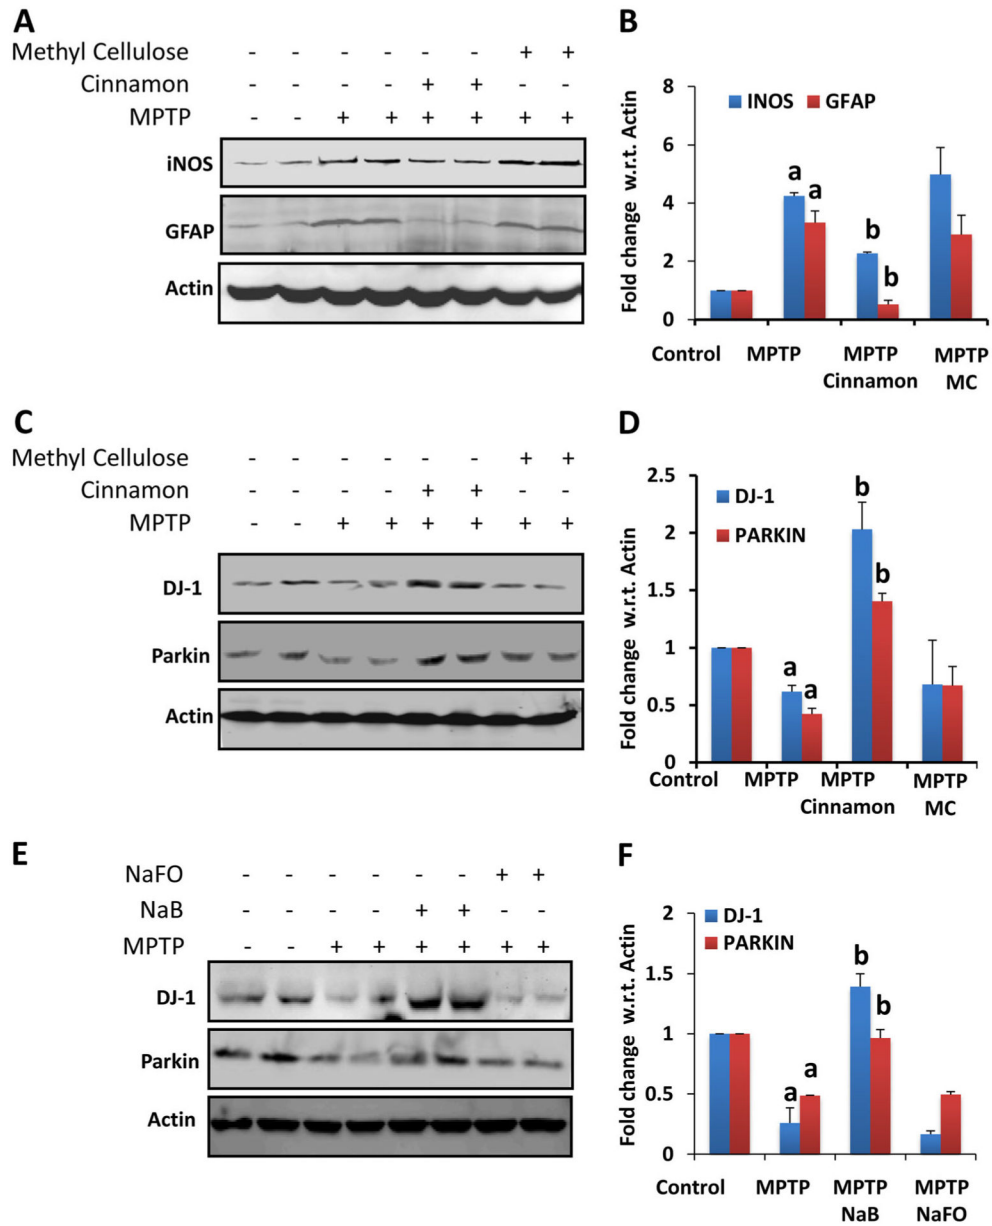 A
Methyl Cellulose - - - - - - + +
Cinnamon - - - - + + - -
MPTP - - + + + + + +
iNOS
GFAP
Actin
B
Fold change w.r.t. Actin
8
6
4
2
0
INOS GFAP
a a b b
Control MPTP MPTP MPTP
Cinnamon MC
C
Methyl Cellulose - - - - - - + +
Cinnamon - - - - + + - -
MPTP - - + + + + + +
DJ-1
Parkin
Actin
D
Fold change w.r.t. Actin
2.5
2
1.5
1
0.5
0
DJ-1
PARKIN
a a b b
Control MPTP MPTP MPTP
Cinnamon MC
E
NaFO - - - - - - + +
NaB - - - - + + - -
MPTP - - + + + + + +
DJ-1
Parkin
Actin
F
Fold change w.r.t. Actin
2
1.5
1
0.5
0
DJ-1
PARKIN
a a b b
Control MPTP MPTP MPTP
NaB NaFO